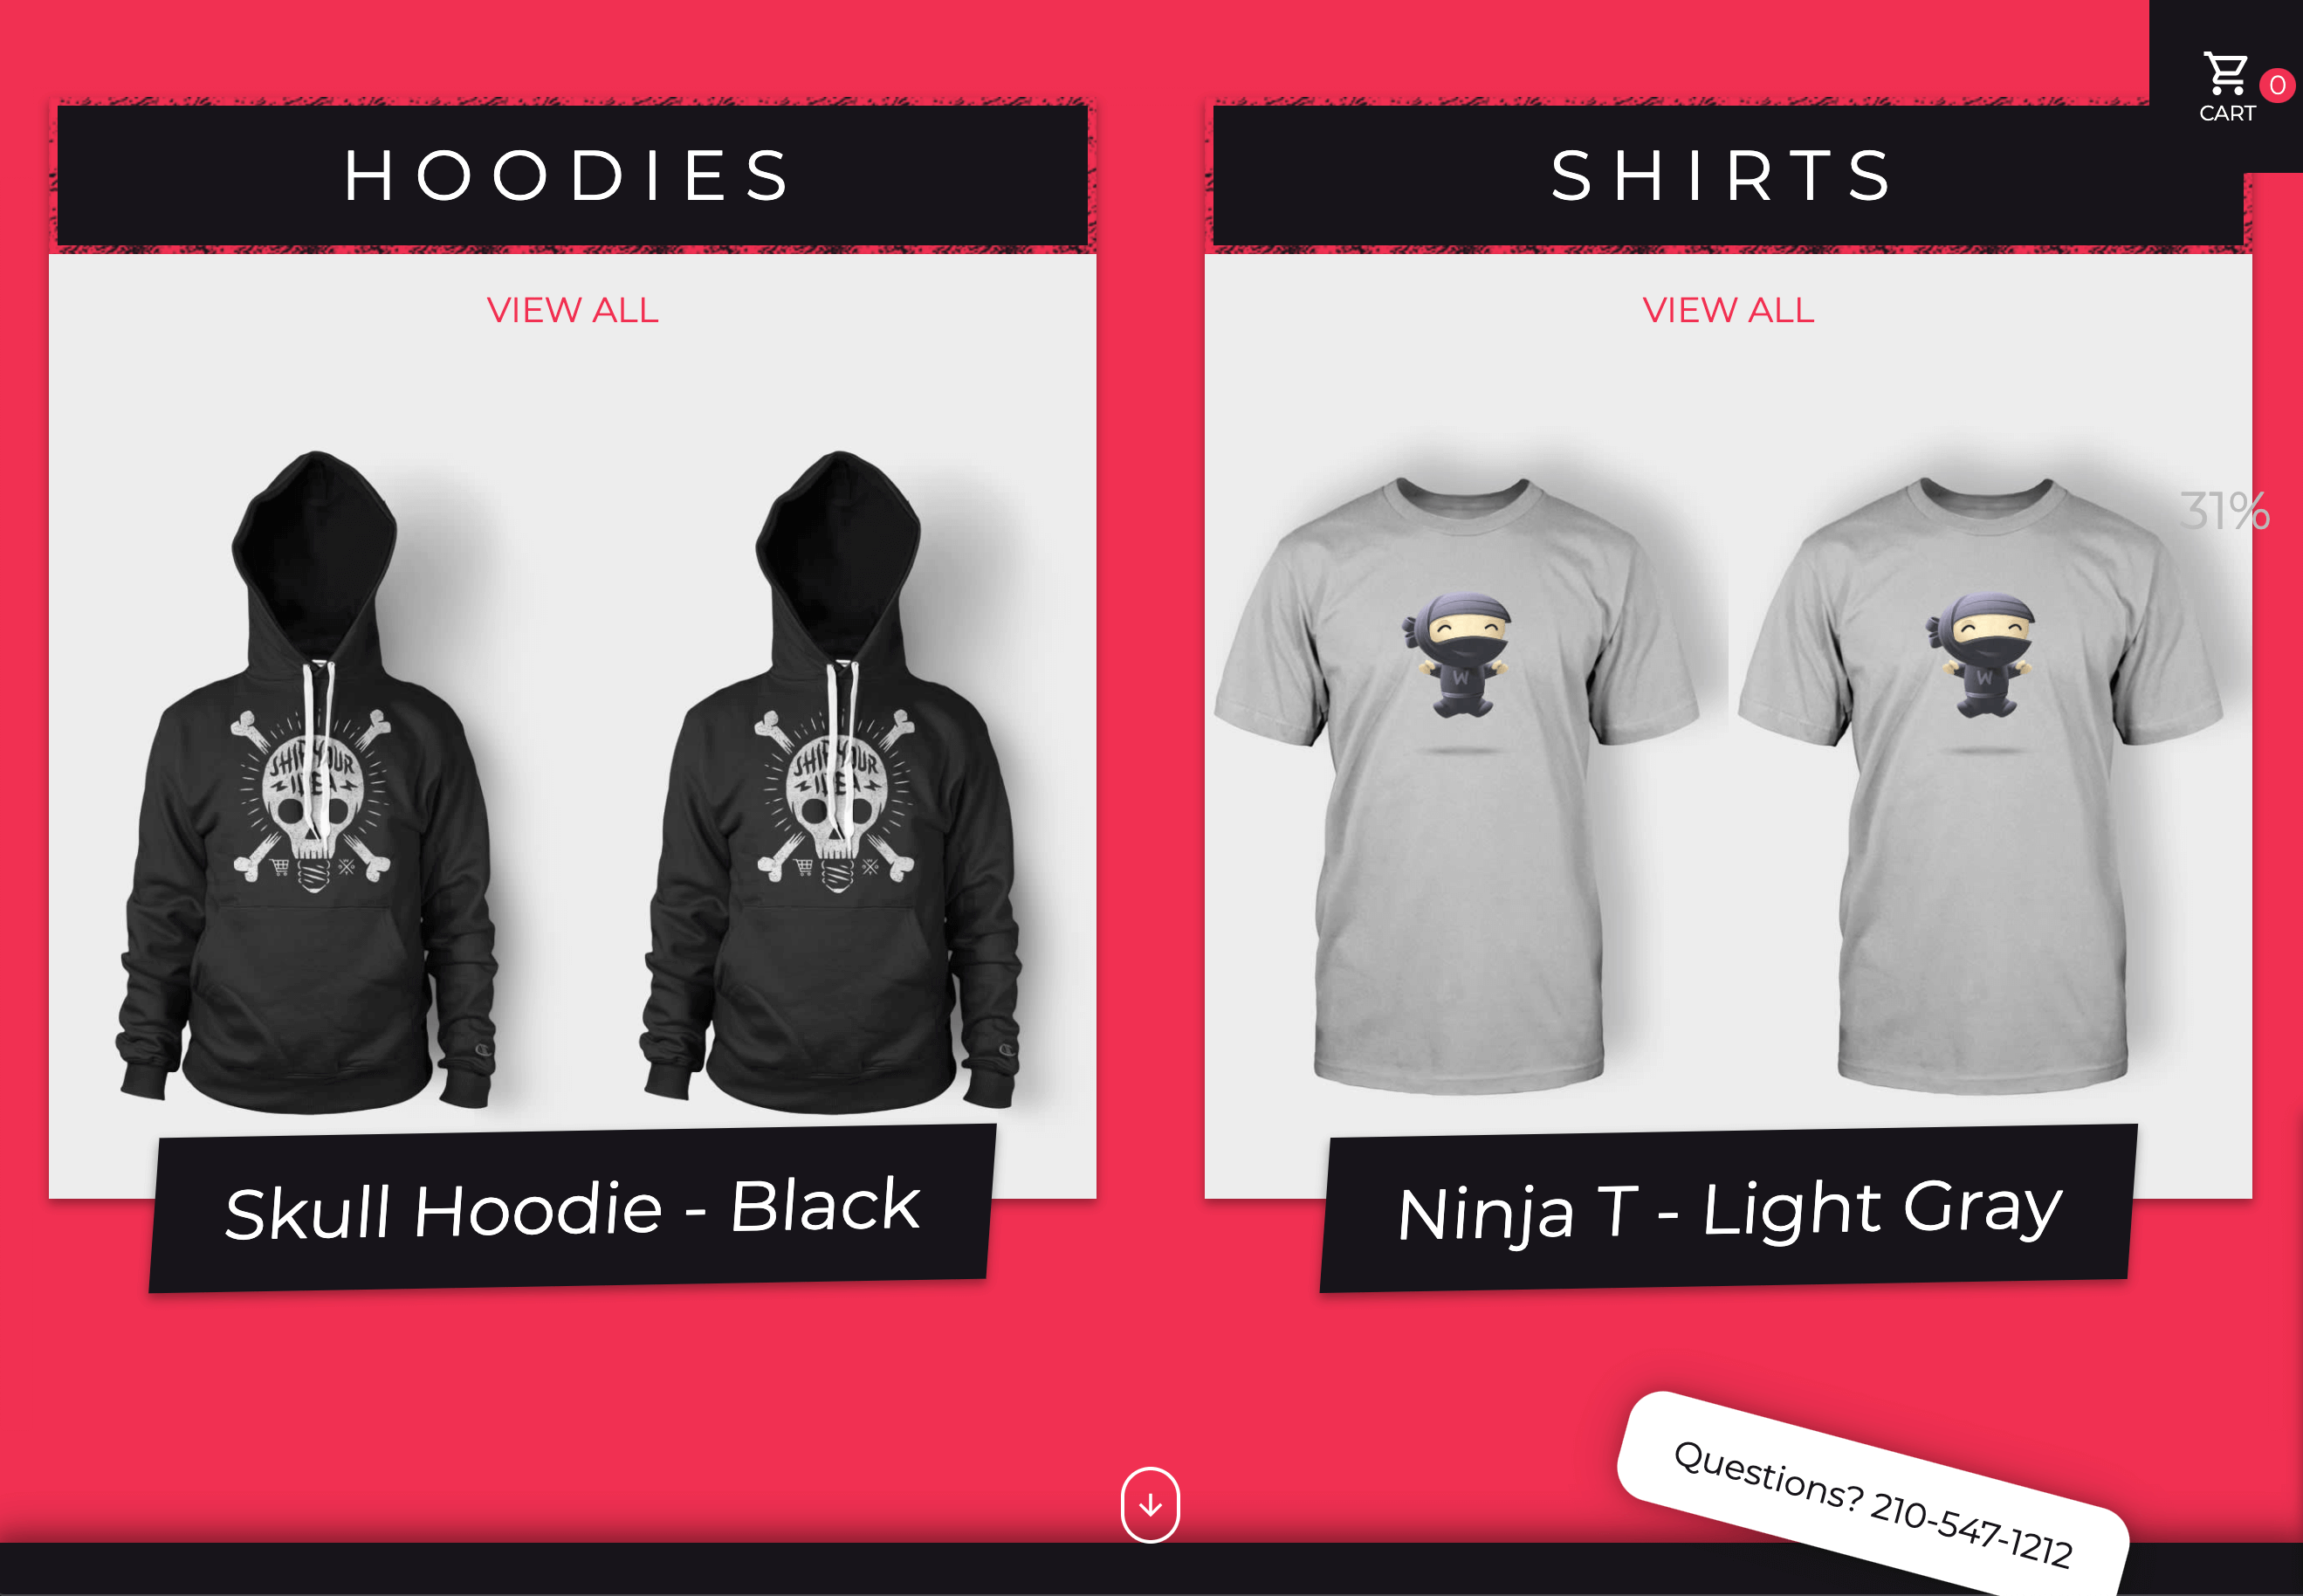 CART
0
HOODIES
SHIRTS
VIEW ALL
VIEW ALL
31%
W
W
SHIP YOUR
IDEA
SHIP YOUR
IDEA
Skull Hoodie - Black
Ninja T - Light Gray
Questions? 210-547-1212